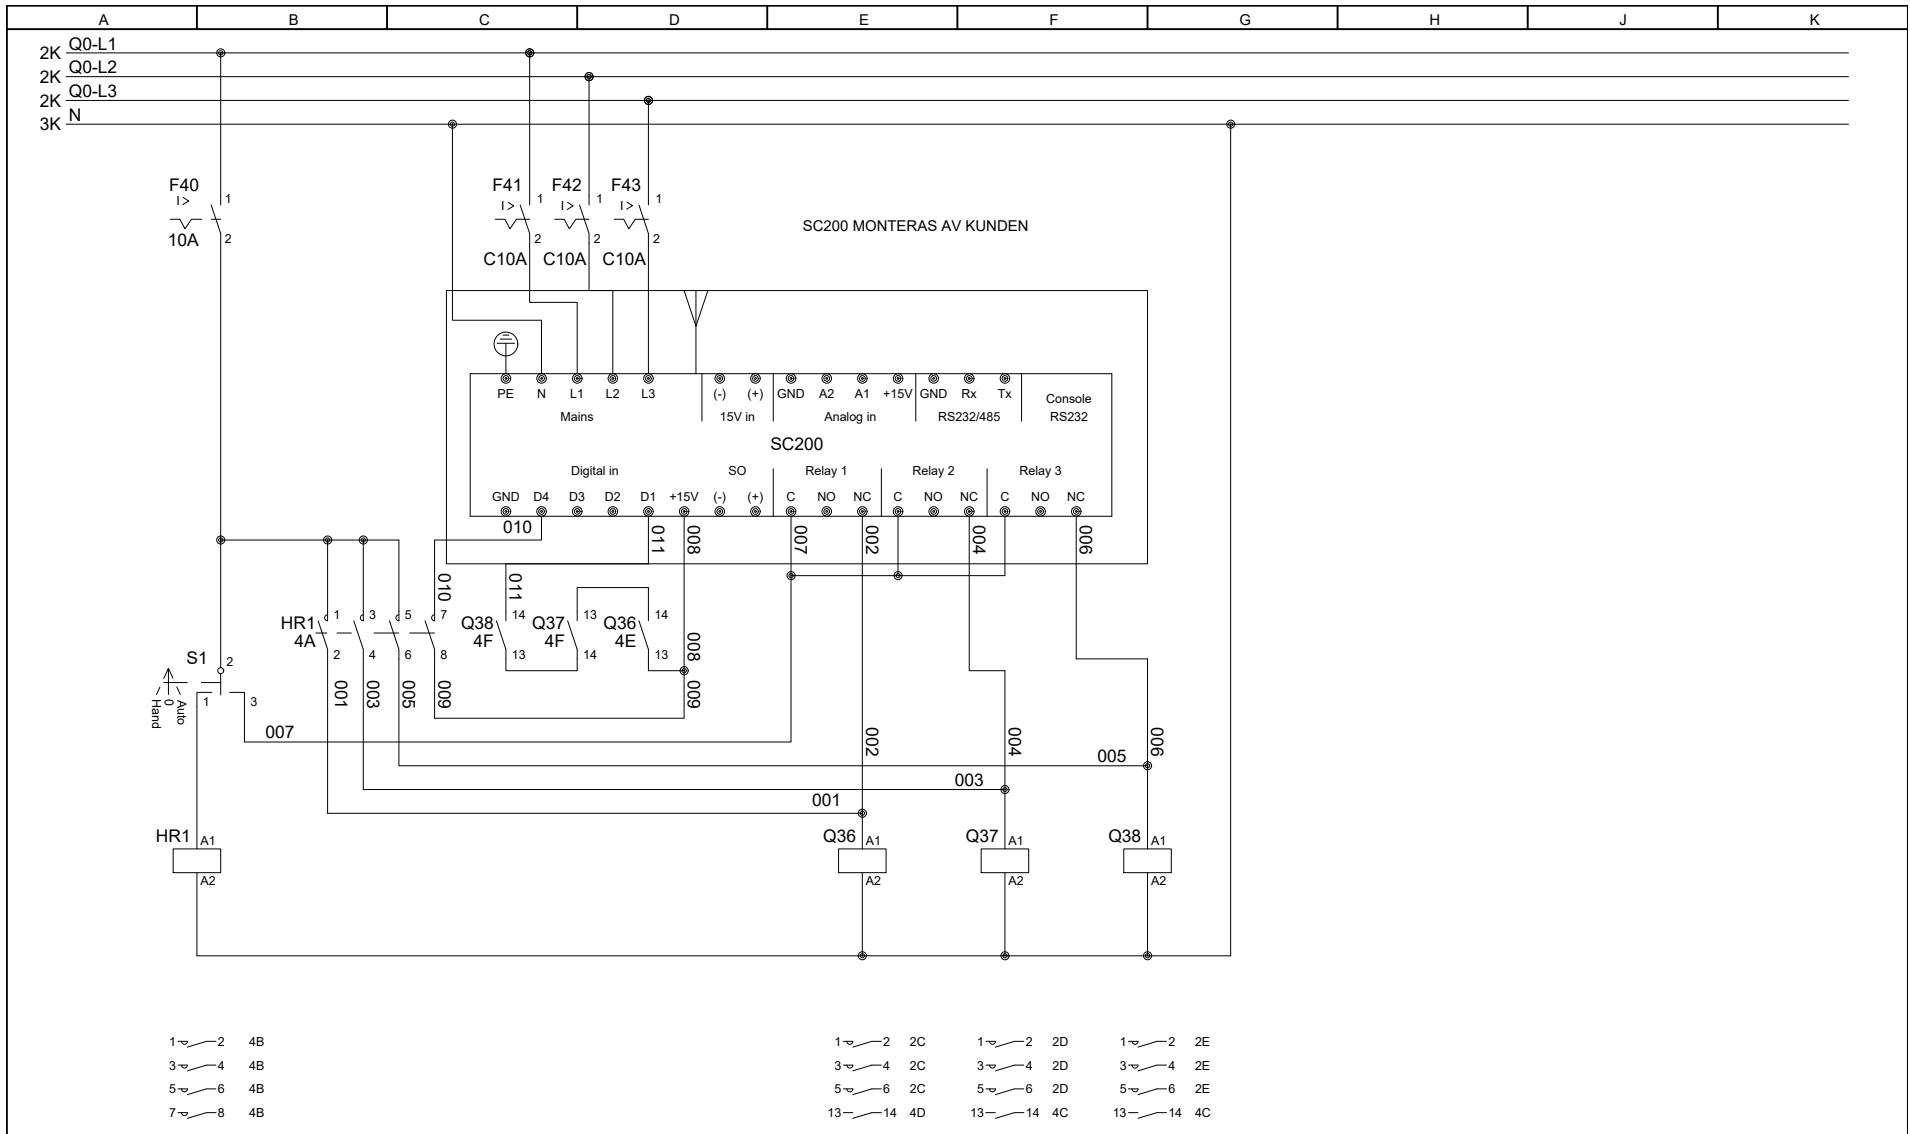 A B C D E F G H J K
2K Q0-L1
2K Q0-L2
2K Q0-L3
3K N
F40 F41 F42 F43
I> 1 I> 1 I> 1 I> 1
SC200 MONTERAS AV KUNDEN
10A 2 2 2 2
C10A C10A C10A
PE N L1 L2 L3 (-) (+) GND A2 A1 +15V GND Rx Tx Console
Mains 15V in Analog in RS232/485 RS232
SC200
Digital in SO Relay 1 Relay 2 Relay 3
GND D4 D3 D2 D1 +15V (-) (+) C NO NC C NO NC C NO NC
010 011 008 007 002 004 006
010 011
HR1 1 3 5 7 Q38 14 Q37 13 Q36 14
4A 4F 4F 4E
2 4 6 8 13 14 13 008
S1 2
1 3 001 003 005 009 009
Hand 0 Auto
007 002 004 006
005
003
001
HR1 A1 Q36 A1 Q37 A1 Q38 A1
A2 A2 A2 A2
1 2 4B 1 2 2C 1 2 2D 1 2 2E
3 4 4B 3 4 2C 3 4 2D 3 4 2E
5 6 4B 5 6 2C 5 6 2D 5 6 2E
7 8 4B 13 14 4D 13 14 4C 13 14 4C